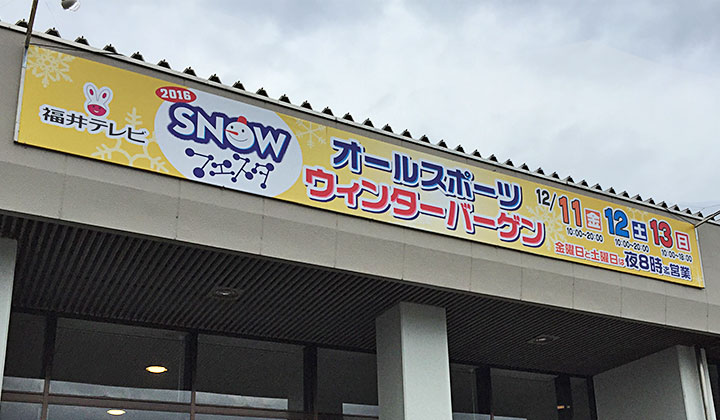 福井テレビ
2016
SNOW
フェスタ
オールスポーツ
ウィンターバーゲン
12/11金 12土 13日
10:00~20:00 10:00~20:00 10:00~18:00
金曜日と土曜日は夜8時まで営業